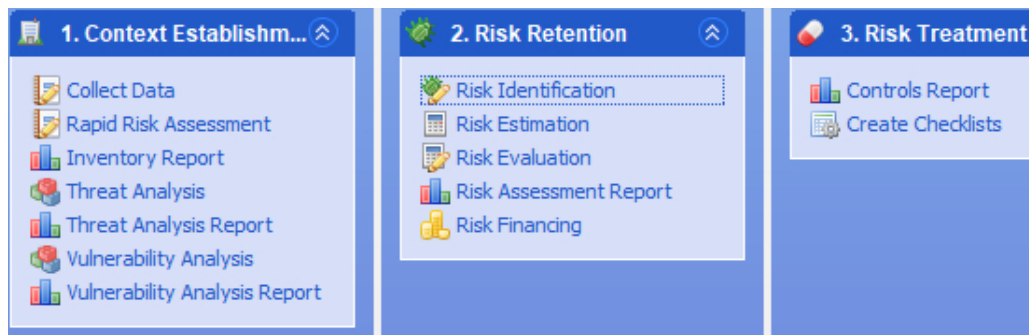 1. Context Establishm...
Collect Data
Rapid Risk Assessment
Inventory Report
Threat Analysis
Threat Analysis Report
Vulnerability Analysis
Vulnerability Analysis Report
2. Risk Retention
Risk Identification
Risk Estimation
Risk Evaluation
Risk Assessment Report
Risk Financing
3. Risk Treatment
Controls Report
Create Checklists